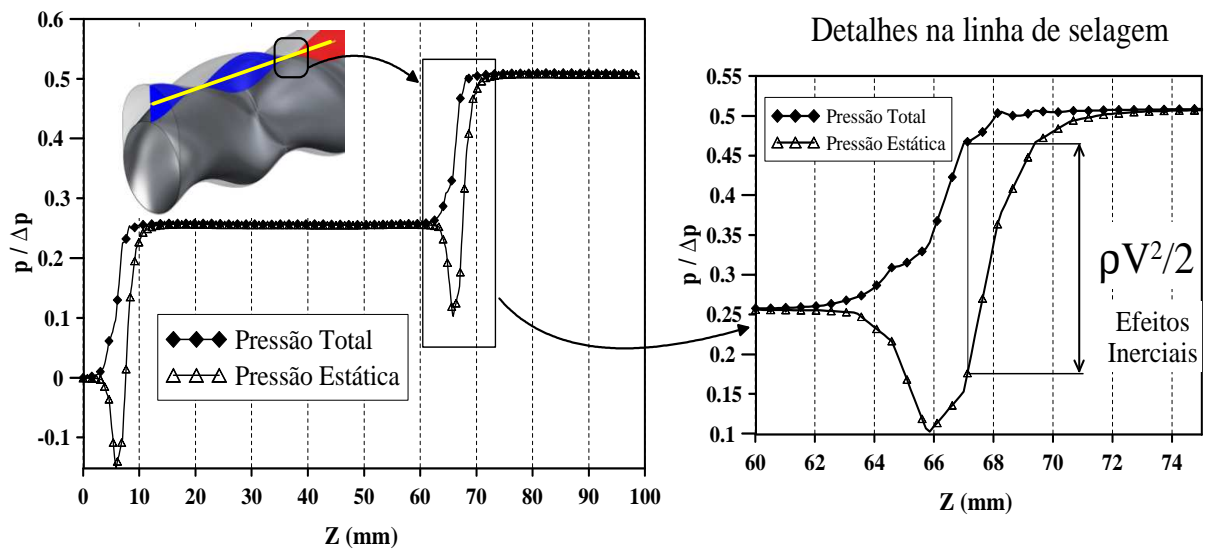 0.6
0.5
0.4
0.3
0.2
0.1
0
-0.1
p / Δp
0 10 20 30 40 50 60 70 80 90 100
Z (mm)
Pressão Total
Pressão Estática
Detalhes na linha de selagem
0.55
0.5
0.45
0.4
0.35
0.3
0.25
0.2
0.15
0.1
p / Δp
Pressão Total
Pressão Estática
ρV²/2
Efeitos
Inerciais
60 62 64 66 68 70 72 74
Z (mm)